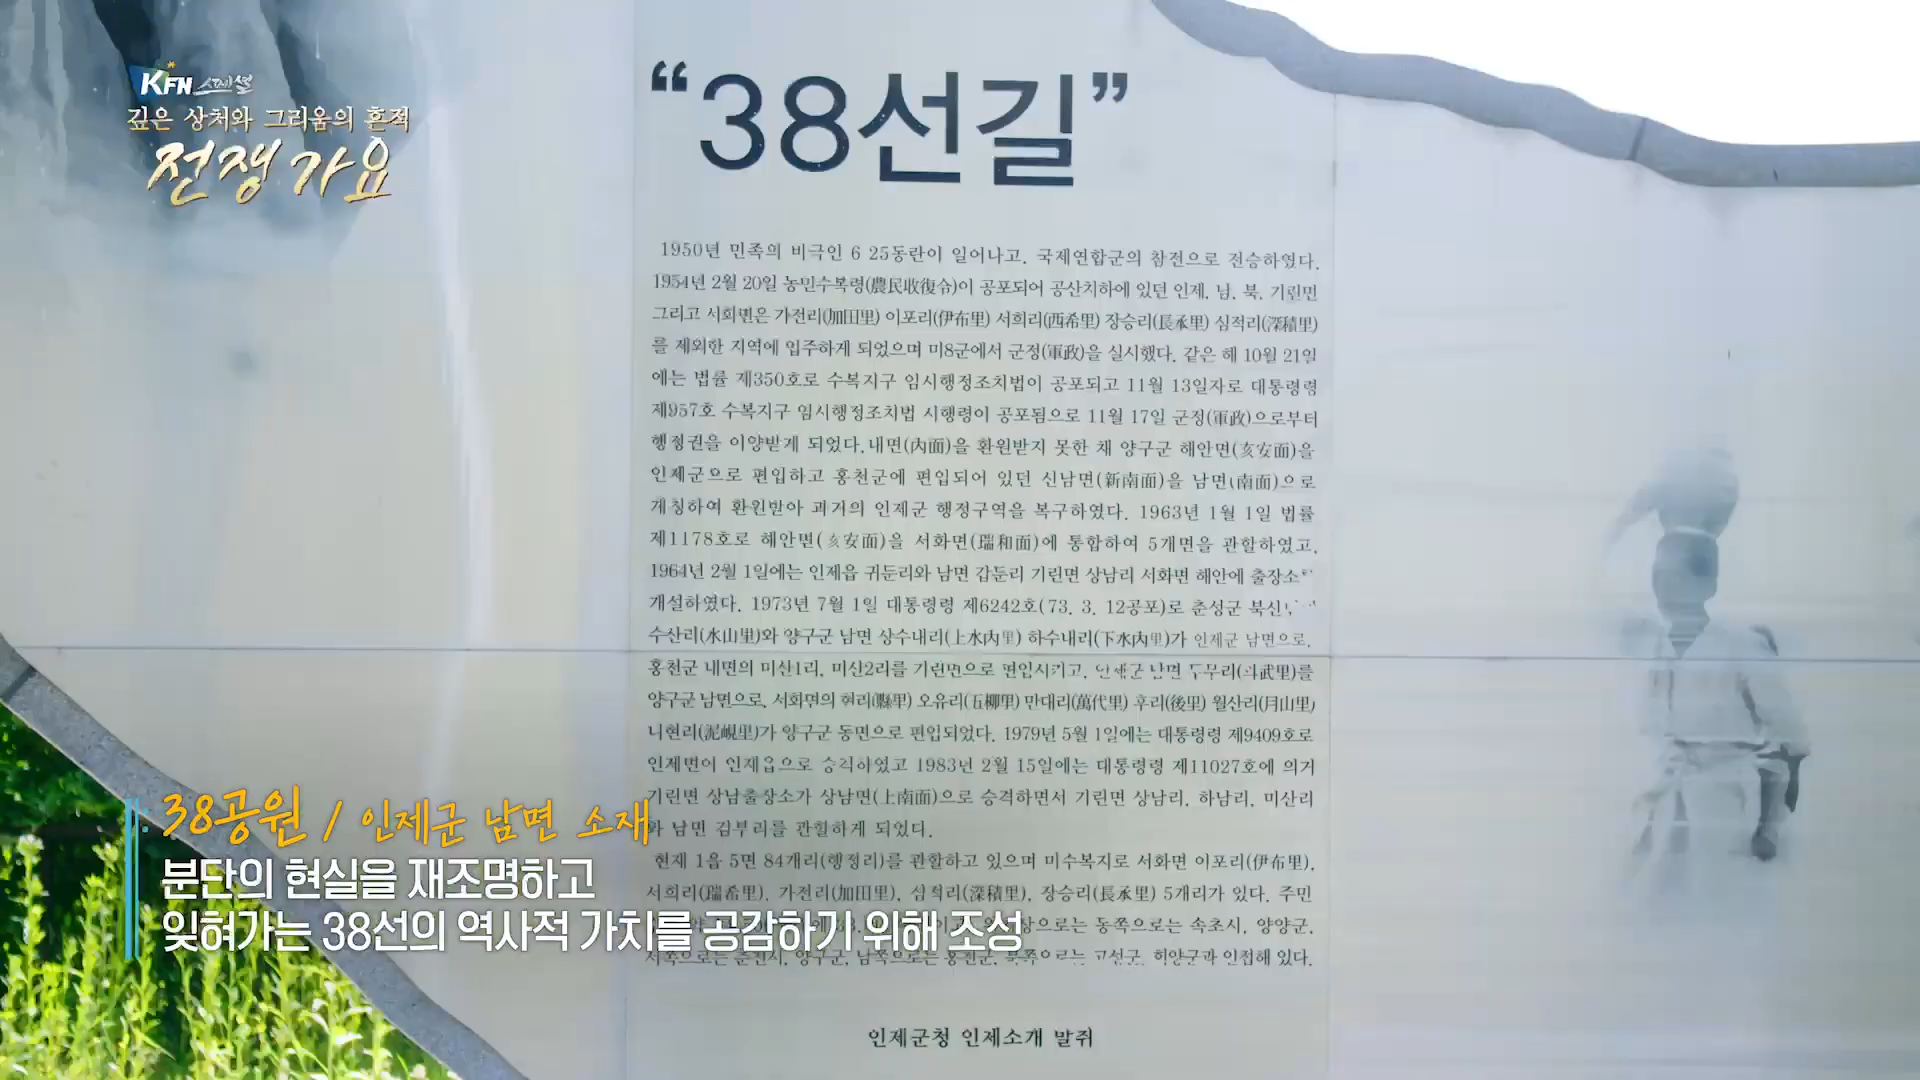 KFN 스페셜
깊은 상처와 그리움의 흔적
전쟁 가요
“38선길”
1950년 민족의 비극인 6 25동란이 일어나고, 국제연합군의 참전으로 전승하였다.
1954년 2월 20일 농민수복령(農民收復令)이 공포되어 공산치하에 있던 인제, 남, 북, 기린면
그리고 서화면은 가전리(加田里) 이포리(伊布里) 서희리(西希里) 장승리(長承里) 심적리(深積里)
를 제외한 지역에 입주하게 되었으며 미8군에서 군정(軍政)을 실시했다. 같은 해 10월 21일
에는 법률 제350호로 수복지구 임시행정조치법이 공포되고 11월 13일자로 대통령령
제957호 수복지구 임시행정조치법 시행령이 공포됨으로 11월 17일 군정(軍政)으로부터
행정권을 이양받게 되었다. 내면(內面)을 환원받지 못한 채 양구군 해안면(亥安面)을
인제군으로 편입하고 홍천군에 편입되어 있던 신남면(新南面)을 남면(南面)으로
개칭하여 환원받아 과거의 인제군 행정구역을 복구하였다. 1963년 1월 1일 법률
제1178호로 해안면(亥安面)을 서화면(瑞和面)에 통합하여 5개면을 관할하였고,
1964년 2월 1일에는 인제읍 귀둔리와 남면 갑둔리 기린면 상남리 서화면 해안에 출장소
개설하였다. 1973년 7월 1일 대통령령 제6242호(73. 3. 12공포)로 춘성군 북산
수산리(水山里)와 양구군 남면 상수내리(上水內里) 하수내리(下水內里)가 인제군 남면으로,
홍천군 내면의 미산1리, 미산2리를 기린면으로 편입시키고, 인제군 남면 두무리(斗武里)를
양구군 남면으로, 서화면의 현리(縣里) 오유리(五柳里) 만대리(萬代里) 후리(後里) 월산리(月山里)
니현리(泥峴里)가 양구군 동면으로 편입되었다. 1979년 5월 1일에는 대통령령 제9409호로
인제면이 인제읍으로 승격하였고 1983년 2월 15일에는 대통령령 제11027호에 의거
기린면 상남출장소가 상남면(上南面)으로 승격하면서 기린면 상남리, 하남리, 미산리
와 남면 김부리를 관할하게 되었다.
현재 1읍 5면 84개리(행정리)를 관할하고 있으며 미수복지로 서화면 이포리(伊布里),
서희리(瑞希里), 가전리(加田里), 심적리(深積里), 장승리(長承里) 5개리가 있다. 주민
상으로는 동쪽으로는 속초시, 양양군,
서쪽으로는 춘천시, 양구군, 남쪽으로는 홍천군, 북쪽으로는 고성군, 회양군과 인접해 있다.
인제군청 인제소개 발취
38공원 / 인제군 남면 소재
분단의 현실을 재조명하고
잊혀가는 38선의 역사적 가치를 공감하기 위해 조성